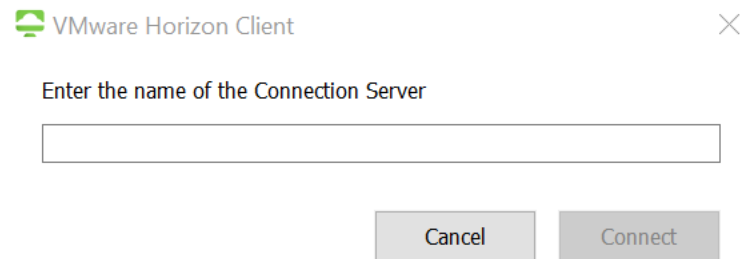 VMware Horizon Client
Enter the name of the Connection Server
Cancel Connect